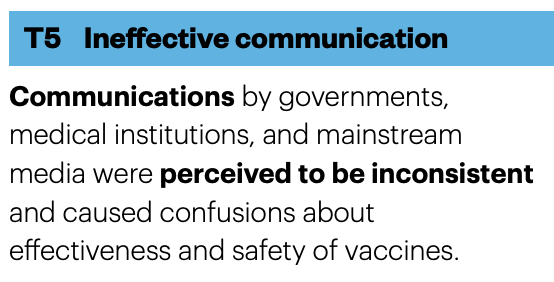 T5 Ineffective communication
Communications by governments,
medical institutions, and mainstream
media were perceived to be inconsistent
and caused confusions about
effectiveness and safety of vaccines.